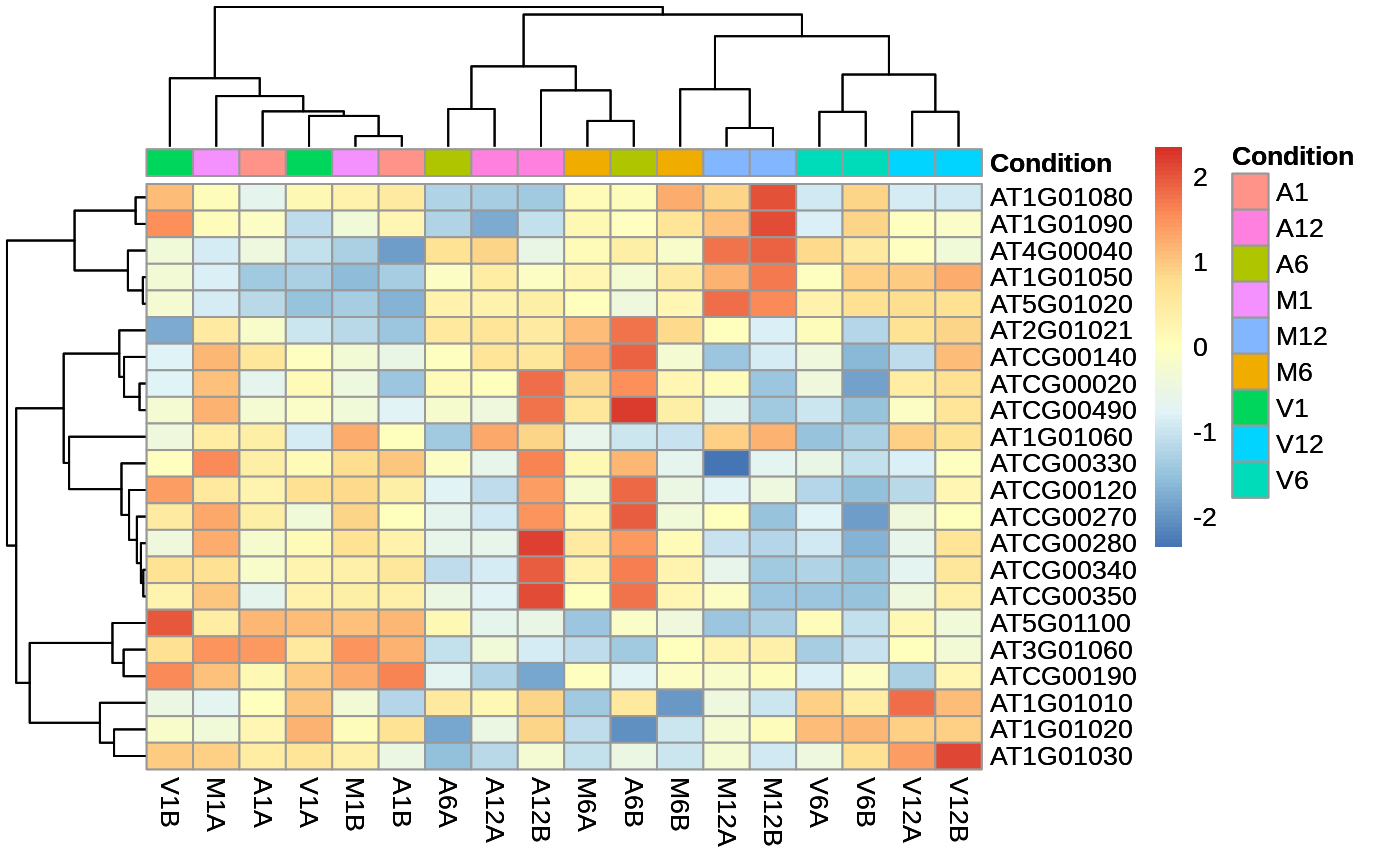 Condition
AT1G01080
AT1G01090
AT4G00040
AT1G01050
AT5G01020
AT2G01021
ATCG00140
ATCG00020
ATCG00490
AT1G01060
ATCG00330
ATCG00120
ATCG00270
ATCG00280
ATCG00340
ATCG00350
AT5G01100
AT3G01060
ATCG00190
AT1G01010
AT1G01020
AT1G01030
V1B
M1A
A1A
V1A
M1B
A1B
A6A
A12A
A12B
M6A
A6B
M6B
M12A
M12B
V6A
V6B
V12A
V12B
2
1
0
-1
-2
Condition
A1
A12
A6
M1
M12
M6
V1
V12
V6